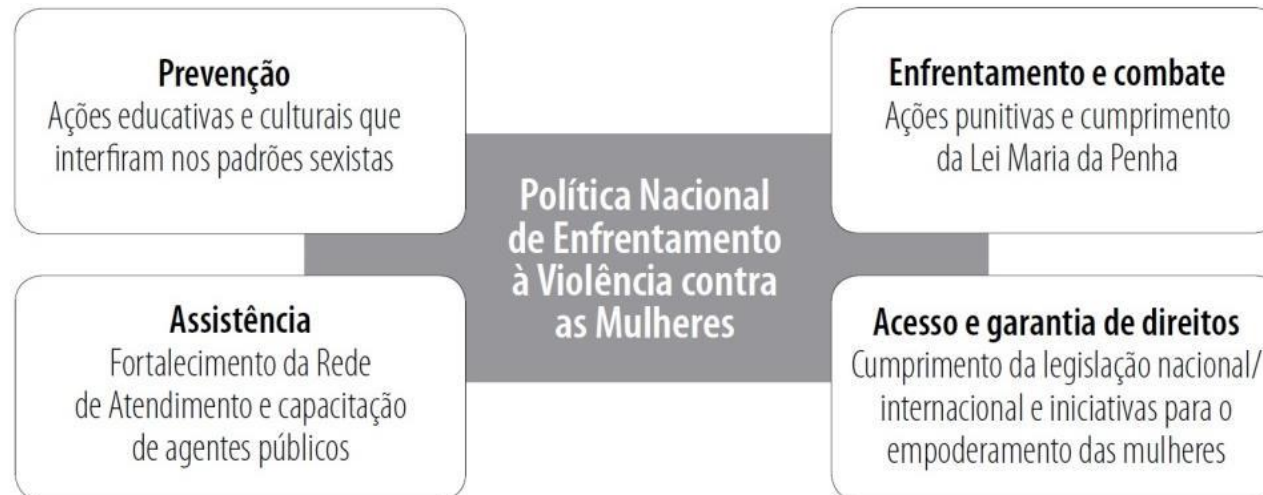 Prevenção
Ações educativas e culturais que
interfiram nos padrões sexistas
Enfrentamento e combate
Ações punitivas e cumprimento
da Lei Maria da Penha
Política Nacional
de Enfrentamento
à Violência contra
as Mulheres
Assistência
Fortalecimento da Rede
de Atendimento e capacitação
de agentes públicos
Acesso e garantia de direitos
Cumprimento da legislação nacional/
internacional e iniciativas para o
empoderamento das mulheres